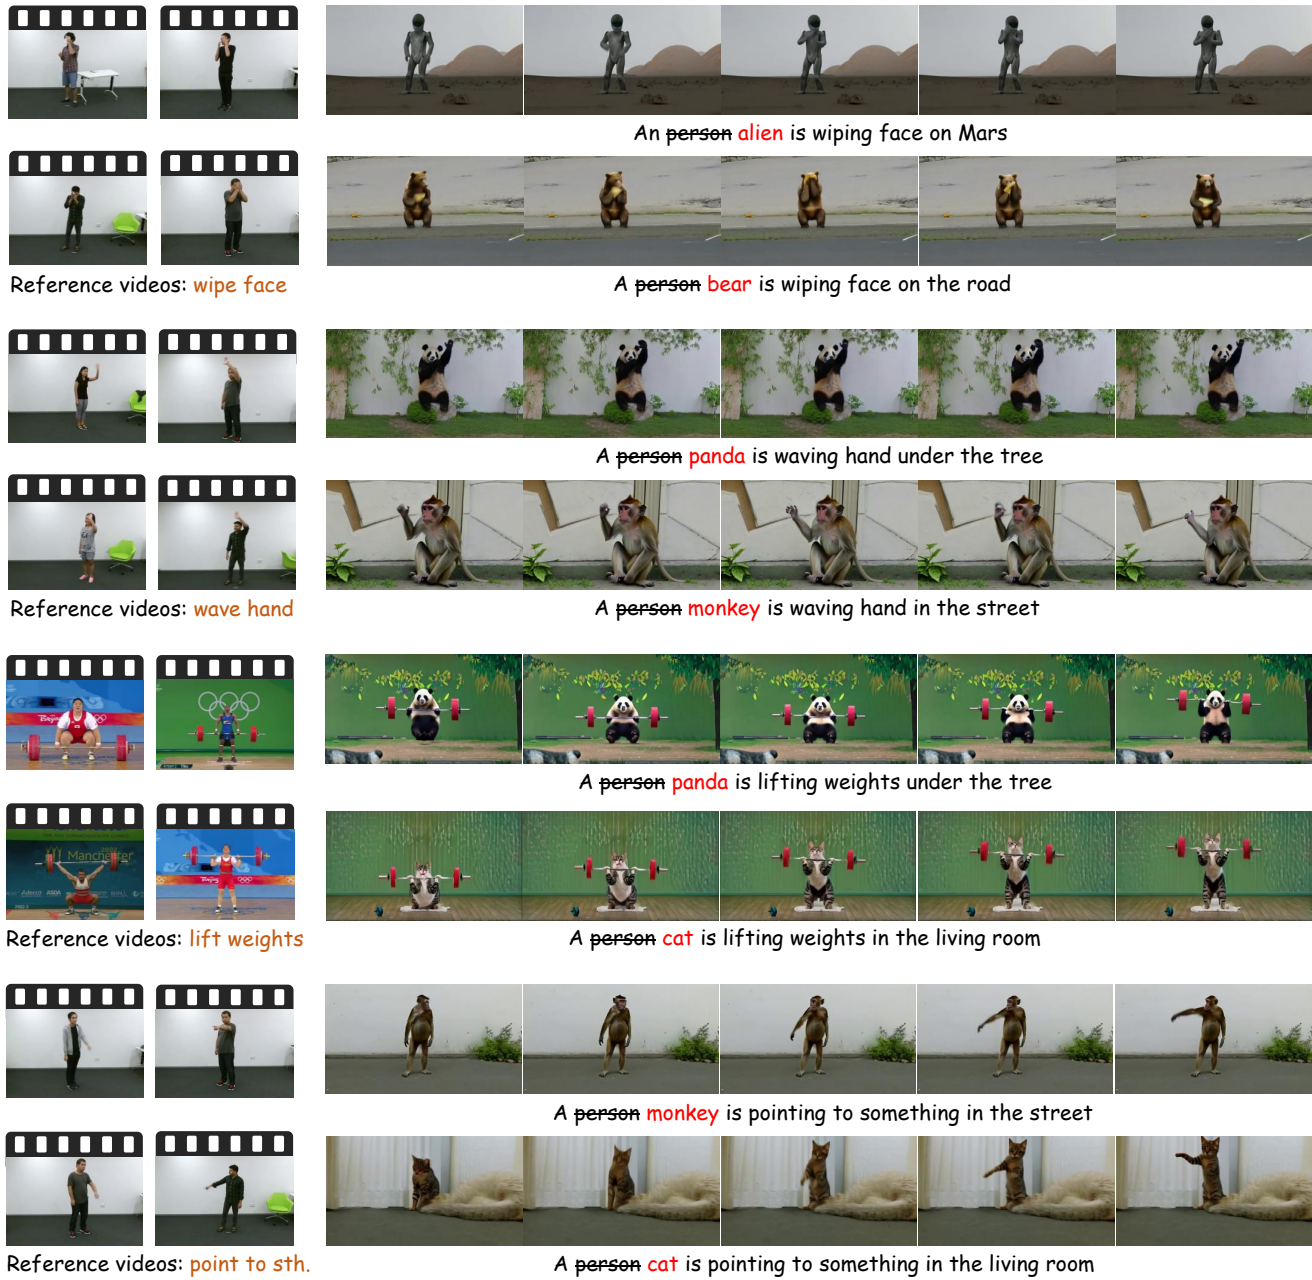 An person alien is wiping face on Mars
Reference videos: wipe face
A person bear is wiping face on the road
A person panda is waving hand under the tree
Reference videos: wave hand
A person monkey is waving hand in the street
A person panda is lifting weights under the tree
Beijing
Manchester
Beijing
Reference videos: lift weights
A person cat is lifting weights in the living room
A person monkey is pointing to something in the street
Reference videos: point to sth.
A person cat is pointing to something in the living room